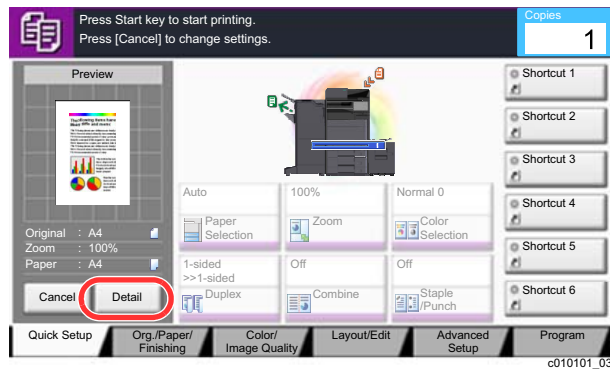 Press Start key to start printing.
Press [Cancel] to change settings.
Copies
1
Preview
Original : A4
Zoom : 100%
Paper : A4
Cancel
Detail
Auto
Paper
Selection
100%
Zoom
Normal 0
Color
Selection
1-sided
>>1-sided
Duplex
Off
Combine
Off
Staple
/Punch
Shortcut 1
Shortcut 2
Shortcut 3
Shortcut 4
Shortcut 5
Shortcut 6
Quick Setup
Org./Paper/
Finishing
Color/
Image Quality
Layout/Edit
Advanced
Setup
Program
c010101_03